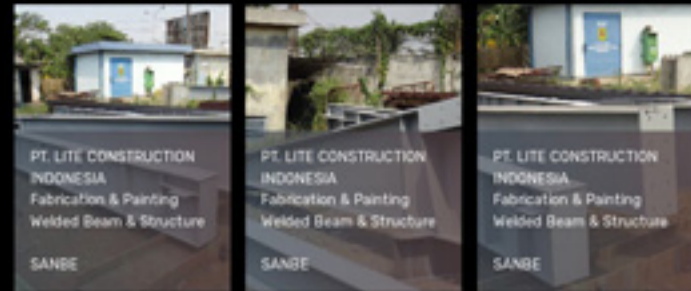 PT. LITE CONSTRUCTION
INDONESIA
Fabrication & Painting
Welded Beam & Structure
SANBE
PT. LITE CONSTRUCTION
INDONESIA
Fabrication & Painting
Welded Beam & Structure
SANBE
PT. LITE CONSTRUCTION
INDONESIA
Fabrication & Painting
Welded Beam & Structure
SANBE